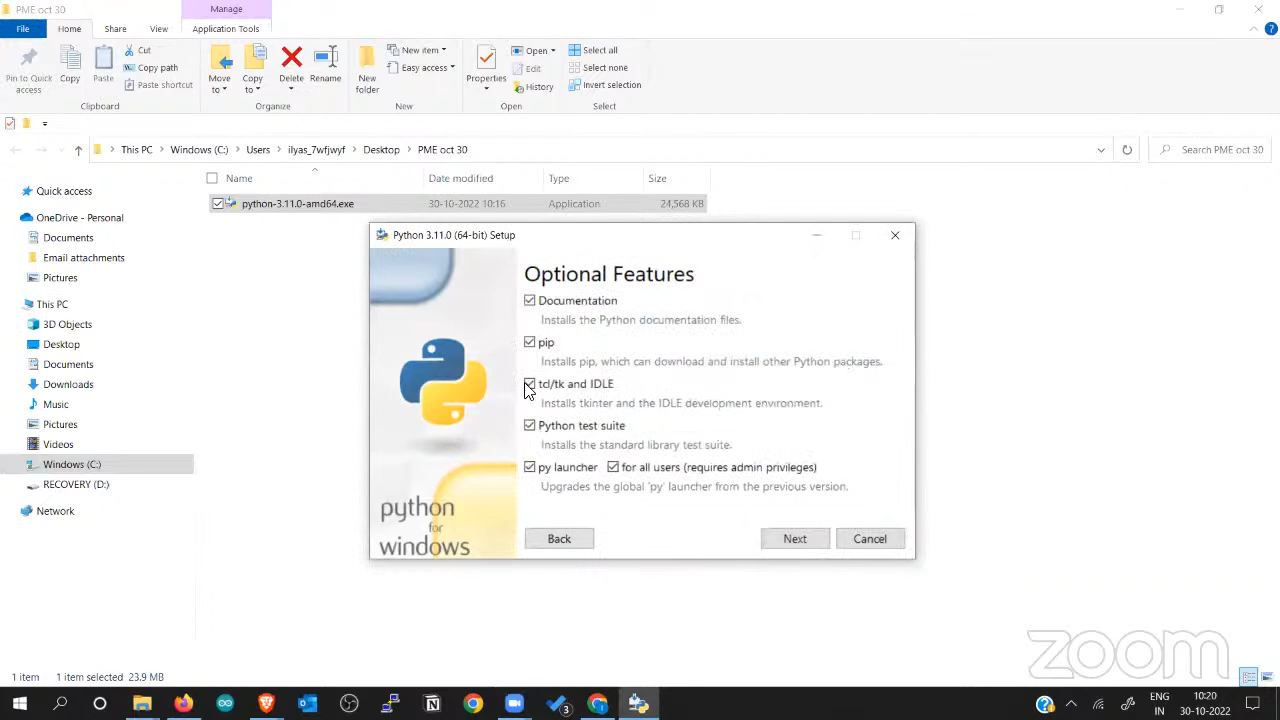 PME oct 30
Manage
File
Home
Share
View
Application Tools
Pin to Quick access
Copy
Paste
Cut
Copy path
Paste shortcut
Clipboard
Move to
Copy to
Delete
Rename
Organize
New folder
New item
Easy access
New
Properties
Open
Edit
History
Open
Select all
Select none
Invert selection
Select
This PC
Windows (C:)
Users
ilyas_7wfjwyf
Desktop
PME oct 30
Search PME oct 30
Name
Date modified
Type
Size
python-3.11.0-amd64.exe
30-10-2022 10:16
Application
24,568 KB
Quick access
OneDrive - Personal
Documents
Email attachments
Pictures
This PC
3D Objects
Desktop
Documents
Downloads
Music
Pictures
Videos
Windows (C:)
RECOVERY (D:)
Network
Python 3.11.0 (64-bit) Setup
Optional Features
Documentation
Installs the Python documentation files.
pip
Installs pip, which can download and install other Python packages.
tcl/tk and IDLE
Installs tkinter and the IDLE development environment.
Python test suite
Installs the standard library test suite.
py launcher
for all users (requires admin privileges)
Upgrades the global 'py' launcher from the previous version.
python
for
windows
Back
Next
Cancel
zoom
1 item
1 item selected
23.9 MB
3
ENG
IN
10:20
30-10-2022